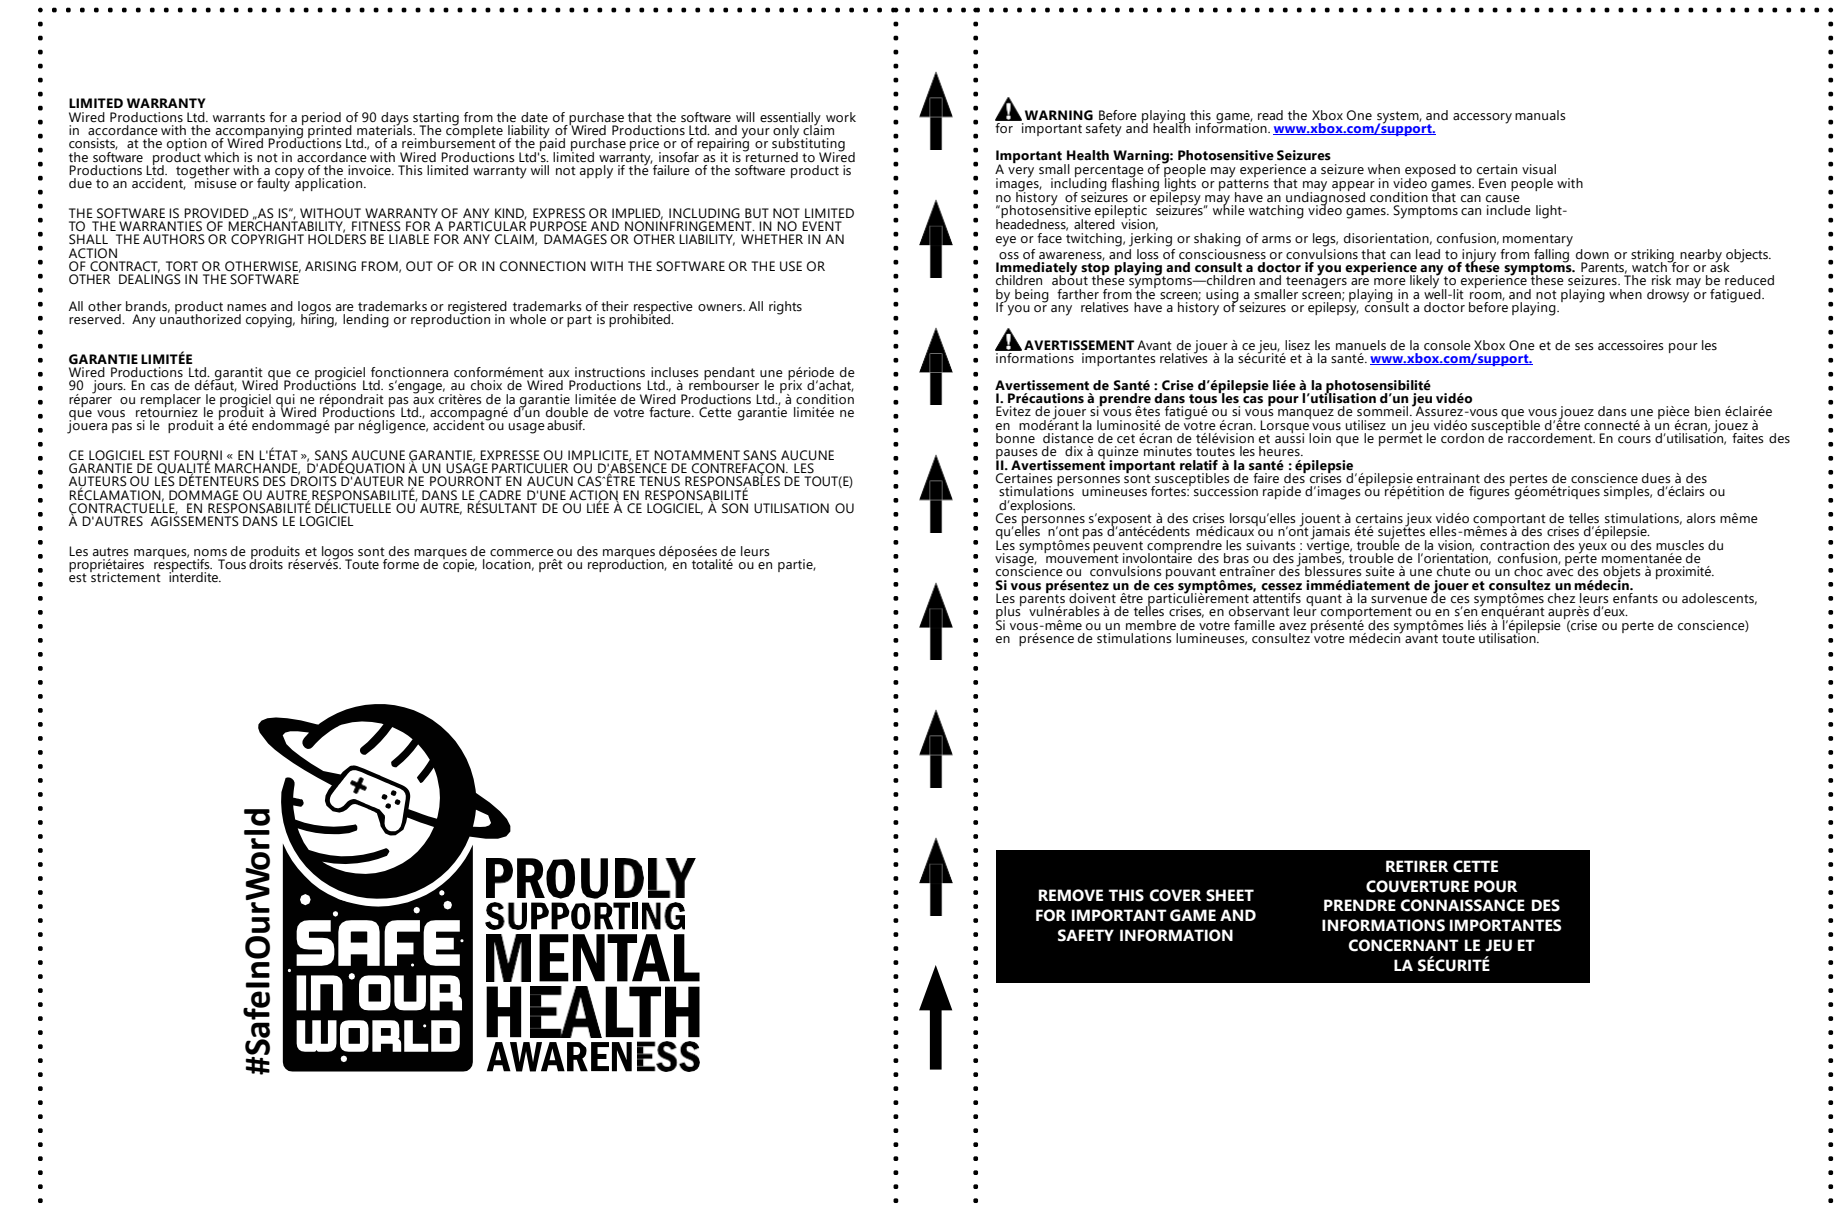 LIMITED WARRANTY
Wired Productions Ltd. warrants for a period of 90 days starting from the date of purchase that the software will essentially work
in accordance with the accompanying printed materials. The complete liability of Wired Productions Ltd. and your only claim
consists, at the option of Wired Productions Ltd., of a reimbursement of the paid purchase price or of repairing or substituting
the software product which is not in accordance with Wired Productions Ltd's. limited warranty, insofar as it is returned to Wired
Productions Ltd. together with a copy of the invoice. This limited warranty will not apply if the failure of the software product is
due to an accident, misuse or faulty application.
THE SOFTWARE IS PROVIDED „AS IS“, WITHOUT WARRANTY OF ANY KIND, EXPRESS OR IMPLIED, INCLUDING BUT NOT LIMITED
TO THE WARRANTIES OF MERCHANTABILITY, FITNESS FOR A PARTICULAR PURPOSE AND NONINFRINGEMENT. IN NO EVENT
SHALL THE AUTHORS OR COPYRIGHT HOLDERS BE LIABLE FOR ANY CLAIM, DAMAGES OR OTHER LIABILITY, WHETHER IN AN
ACTION
OF CONTRACT, TORT OR OTHERWISE, ARISING FROM, OUT OF OR IN CONNECTION WITH THE SOFTWARE OR THE USE OR
OTHER DEALINGS IN THE SOFTWARE
All other brands, product names and logos are trademarks or registered trademarks of their respective owners. All rights
reserved. Any unauthorized copying, hiring, lending or reproduction in whole or part is prohibited.
GARANTIE LIMITÉE
Wired Productions Ltd. garantit que ce progiciel fonctionnera conformément aux instructions incluses pendant une période de
90 jours. En cas de défaut, Wired Productions Ltd. s’engage, au choix de Wired Productions Ltd., à rembourser le prix d’achat,
réparer ou remplacer le progiciel qui ne répondrait pas aux critères de la garantie limitée de Wired Productions Ltd., à condition
que vous retourniez le produit à Wired Productions Ltd., accompagné d’un double de votre facture. Cette garantie limitée ne
jouera pas si le produit a été endommagé par négligence, accident ou usage abusif.
CE LOGICIEL EST FOURNI « EN L'ÉTAT », SANS AUCUNE GARANTIE, EXPRESSE OU IMPLICITE, ET NOTAMMENT SANS AUCUNE
GARANTIE DE QUALITÉ MARCHANDE, D'ADÉQUATION À UN USAGE PARTICULIER OU D'ABSENCE DE CONTREFAÇON. LES
AUTEURS OU LES DÉTENTEURS DES DROITS D'AUTEUR NE POURRONT EN AUCUN CAS ÊTRE TENUS RESPONSABLES DE TOUT(E)
RÉCLAMATION, DOMMAGE OU AUTRE RESPONSABILITÉ, DANS LE CADRE D'UNE ACTION EN RESPONSABILITÉ
CONTRACTUELLE, EN RESPONSABILITÉ DÉLICTUELLE OU AUTRE, RÉSULTANT DE OU LIÉE À CE LOGICIEL, À SON UTILISATION OU
À D'AUTRES AGISSEMENTS DANS LE LOGICIEL
Les autres marques, noms de produits et logos sont des marques de commerce ou des marques déposées de leurs
propriétaires respectifs. Tous droits réservés. Toute forme de copie, location, prêt ou reproduction, en totalité ou en partie,
est strictement interdite.
#SafeInOurWorld
SAFE
IN OUR
WORLD
PROUDLY
SUPPORTING
MENTAL
HEALTH
AWARENESS
WARNING Before playing this game, read the Xbox One system, and accessory manuals
for important safety and health information. www.xbox.com/support.
Important Health Warning: Photosensitive Seizures
A very small percentage of people may experience a seizure when exposed to certain visual
images, including flashing lights or patterns that may appear in video games. Even people with
no history of seizures or epilepsy may have an undiagnosed condition that can cause
“photosensitive epileptic seizures” while watching video games. Symptoms can include light-
headedness, altered vision,
eye or face twitching, jerking or shaking of arms or legs, disorientation, confusion, momentary
oss of awareness, and loss of consciousness or convulsions that can lead to injury from falling down or striking nearby objects.
Immediately stop playing and consult a doctor if you experience any of these symptoms. Parents, watch for or ask
children about these symptoms—children and teenagers are more likely to experience these seizures. The risk may be reduced
by being farther from the screen; using a smaller screen; playing in a well-lit room, and not playing when drowsy or fatigued.
If you or any relatives have a history of seizures or epilepsy, consult a doctor before playing.
AVERTISSEMENT Avant de jouer à ce jeu, lisez les manuels de la console Xbox One et de ses accessoires pour les
informations importantes relatives à la sécurité et à la santé. www.xbox.com/support.
Avertissement de Santé : Crise d’épilepsie liée à la photosensibilité
I. Précautions à prendre dans tous les cas pour l’utilisation d’un jeu vidéo
Evitez de jouer si vous êtes fatigué ou si vous manquez de sommeil. Assurez-vous que vous jouez dans une pièce bien éclairée
en modérant la luminosité de votre écran. Lorsque vous utilisez un jeu vidéo susceptible d’être connecté à un écran, jouez à
bonne distance de cet écran de télévision et aussi loin que le permet le cordon de raccordement. En cours d’utilisation, faites des
pauses de dix à quinze minutes toutes les heures.
II. Avertissement important relatif à la santé : épilepsie
Certaines personnes sont susceptibles de faire des crises d’épilepsie entrainant des pertes de conscience dues à des
stimulations umineuses fortes: succession rapide d’images ou répétition de figures géométriques simples, d’éclairs ou
d’explosions.
Ces personnes s’exposent à des crises lorsqu’elles jouent à certains jeux vidéo comportant de telles stimulations, alors même
qu’elles n’ont pas d’antécédents médicaux ou n’ont jamais été sujettes elles-mêmes à des crises d’épilepsie.
Les symptômes peuvent comprendre les suivants : vertige, trouble de la vision, contraction des yeux ou des muscles du
visage, mouvement involontaire des bras ou des jambes, trouble de l’orientation, confusion, perte momentanée de
conscience ou convulsions pouvant entraîner des blessures suite à une chute ou un choc avec des objets à proximité.
Si vous présentez un de ces symptômes, cessez immédiatement de jouer et consultez un médecin.
Les parents doivent être particulièrement attentifs quant à la survenue de ces symptômes chez leurs enfants ou adolescents,
plus vulnérables à de telles crises, en observant leur comportement ou en s’en enquérant auprès d’eux.
Si vous-même ou un membre de votre famille avez présenté des symptômes liés à l’épilepsie (crise ou perte de conscience)
en présence de stimulations lumineuses, consultez votre médecin avant toute utilisation.
REMOVE THIS COVER SHEET
FOR IMPORTANT GAME AND
SAFETY INFORMATION
RETIRER CETTE
COUVERTURE POUR
PRENDRE CONNAISSANCE DES
INFORMATIONS IMPORTANTES
CONCERNANT LE JEU ET
LA SÉCURITÉ